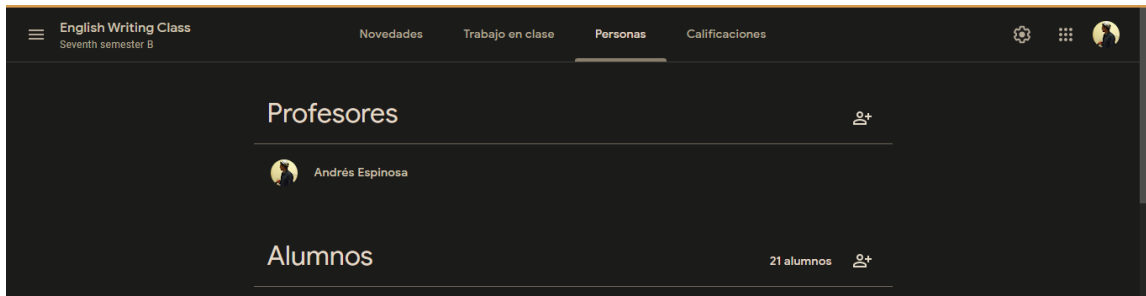 English Writing Class
Seventh semester B
Novedades Trabajo en clase Personas Calificaciones
Profesores
Andrés Espinosa
Alumnos
21 alumnos